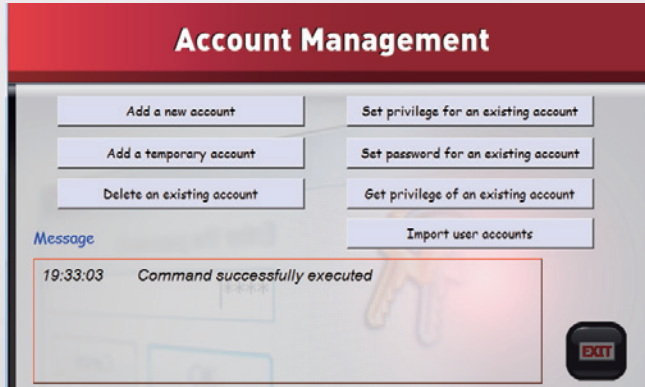 Account Management
Add a new account
Set privilege for an existing account
Add a temporary account
Set password for an existing account
Delete an existing account
Get privilege of an existing account
Import user accounts
Message
19:33:03 Command successfully executed
****
EXIT